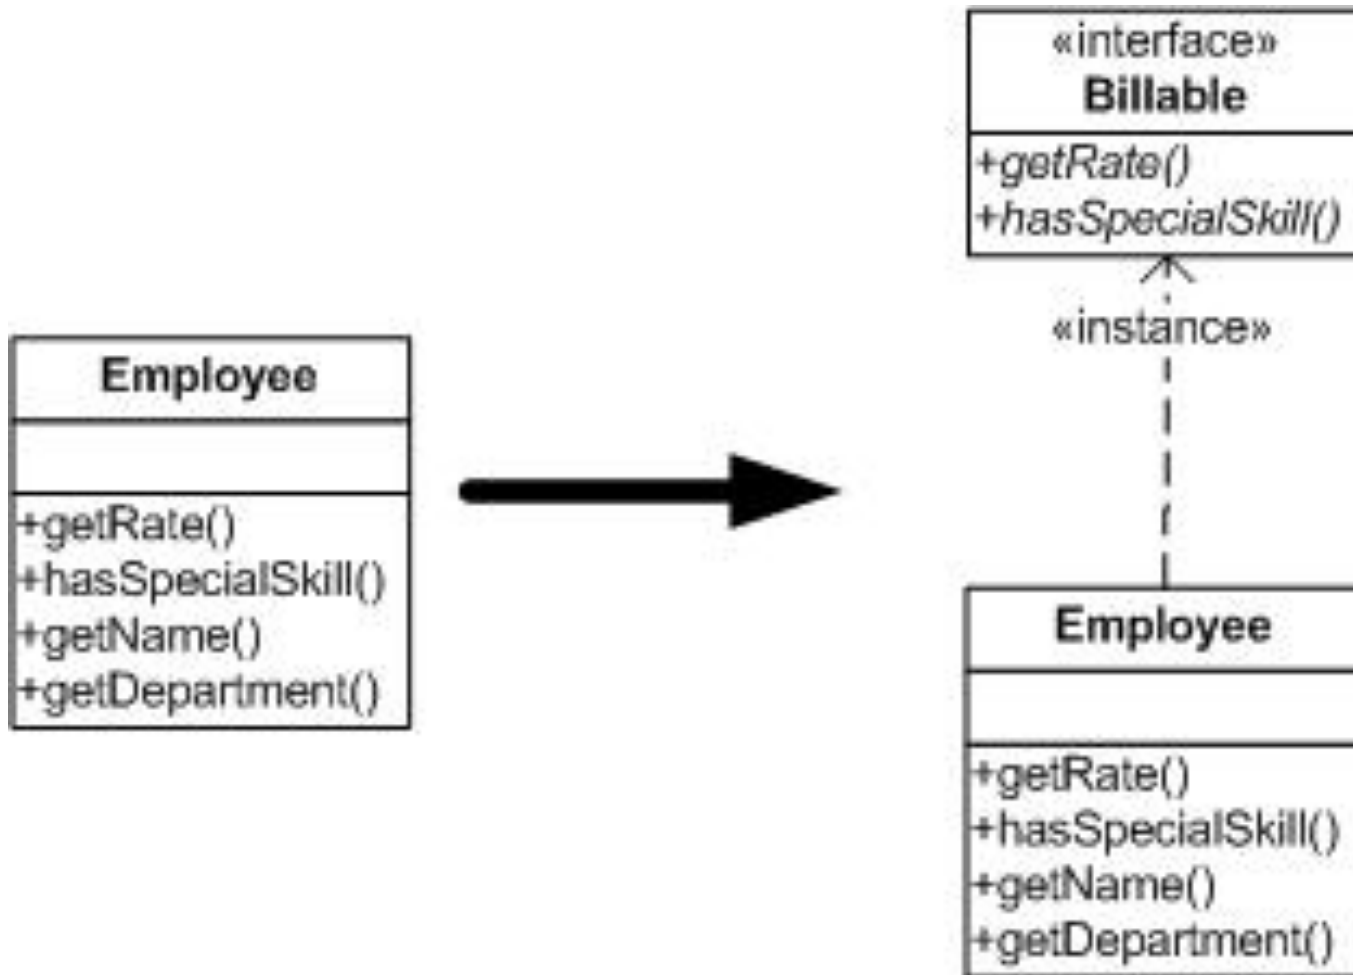 Employee
+getRate()
+hasSpecialSkill()
+getName()
+getDepartment()
«interface»
Billable
+getRate()
+hasSpecialSkill()
«instance»
Employee
+getRate()
+hasSpecialSkill()
+getName()
+getDepartment()